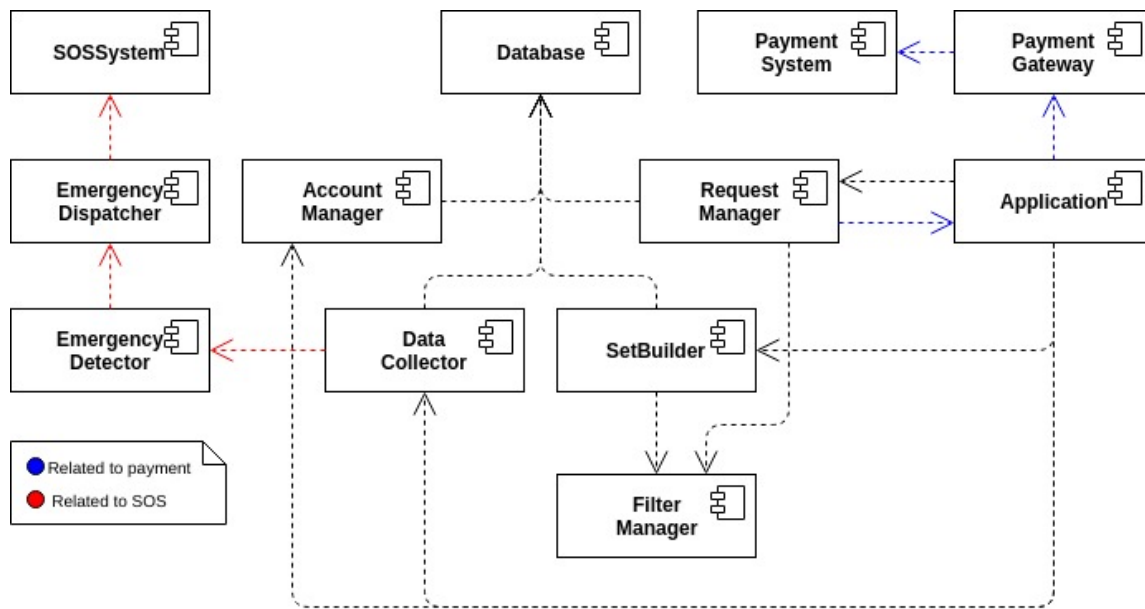 SOSSystem
Database
Payment
System
Payment
Gateway
Emergency
Dispatcher
Account
Manager
Request
Manager
Application
Emergency
Detector
Data
Collector
SetBuilder
Related to payment
Related to SOS
Filter
Manager